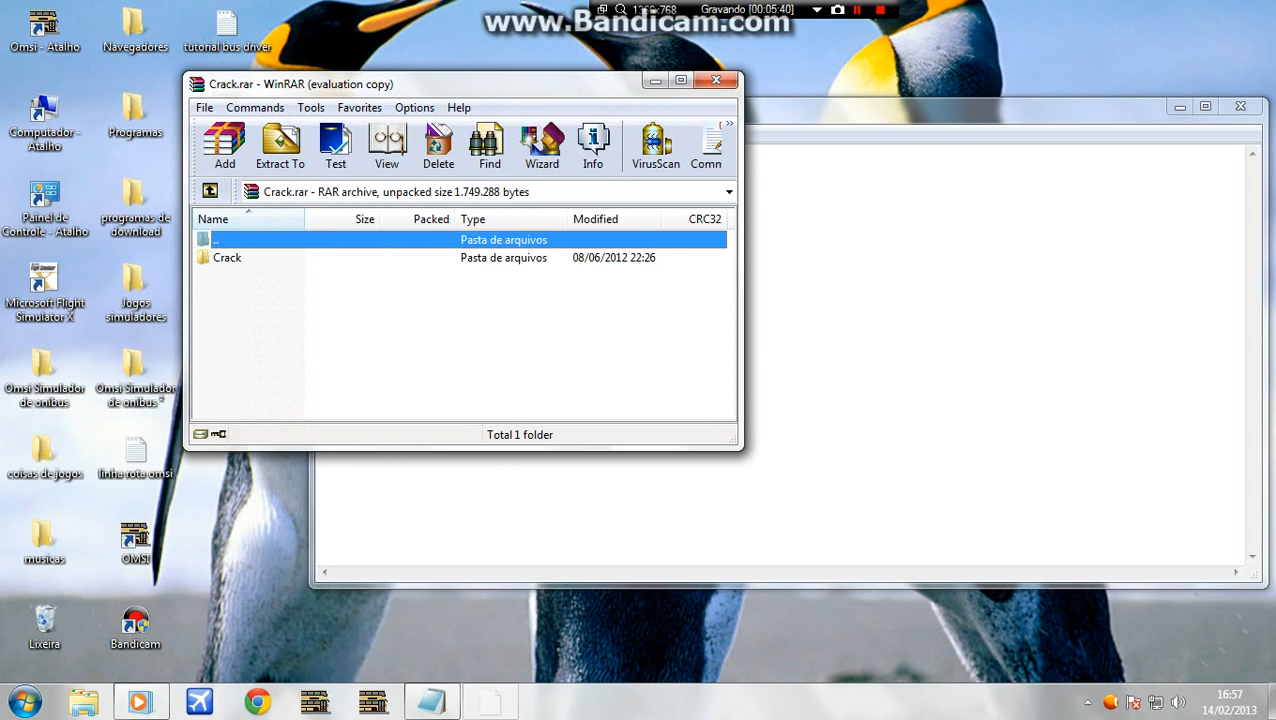 1366x768
Gravando [00:05:40]
www.Bandicam.com
Omsi - Atalho
Navegadores
tutorial bus driver
Crack.rar - WinRAR (evaluation copy)
File Commands Tools Favorites Options Help
Add Extract To Test View Delete Find Wizard Info VirusScan Comn
Crack.rar - RAR archive, unpacked size 1.749.288 bytes
Name Size Packed Type Modified CRC32
.. Pasta de arquivos
Crack Pasta de arquivos 08/06/2012 22:26
Total 1 folder
Computador -
Atalho
Programas
Painel de
Controle - Atalho
programas de
download
Microsoft Flight
Simulator X
Jogos
simuladores
Omsi Simulador
de onibus
Omsi Simulador
de onibus ²
coisas de jogos
linha rota omsi
musicas
OMSI
Lixeira
Bandicam
16:57
14/02/2013